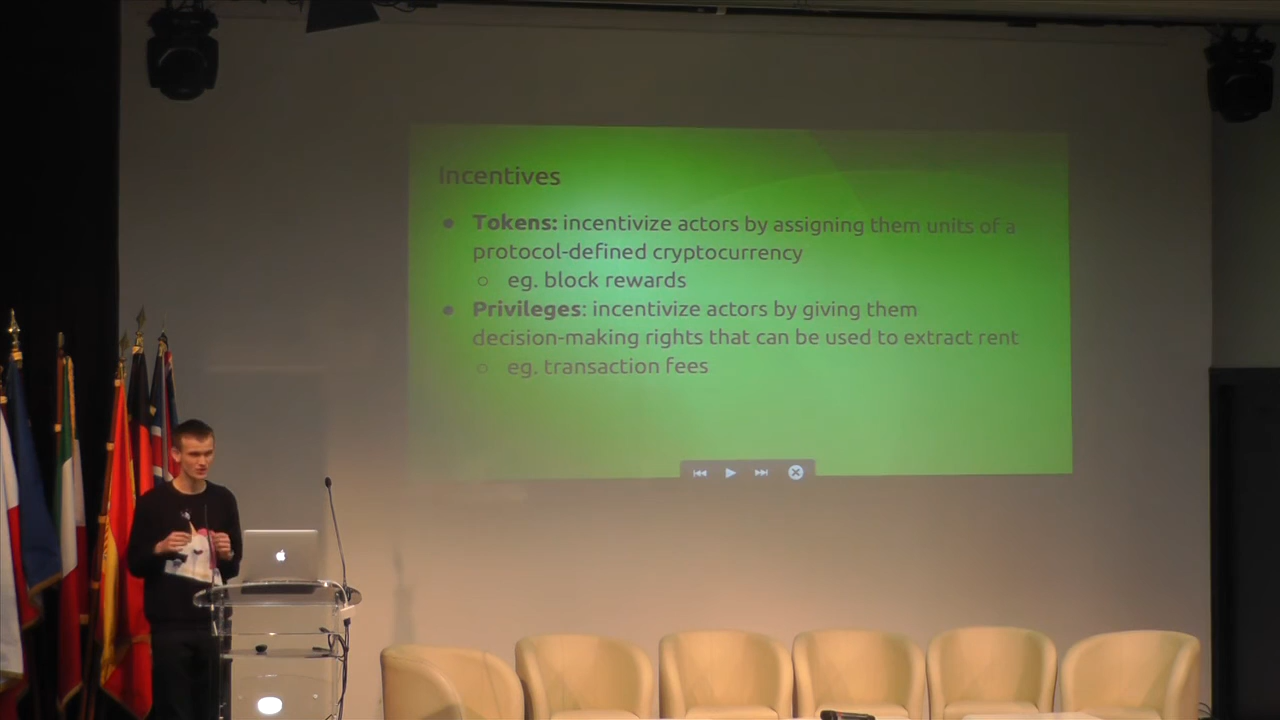 Incentives
● Tokens: incentivize actors by assigning them units of a
protocol-defined cryptocurrency
○ eg. block rewards
● Privileges: incentivize actors by giving them
decision-making rights that can be used to extract rent
○ eg. transaction fees